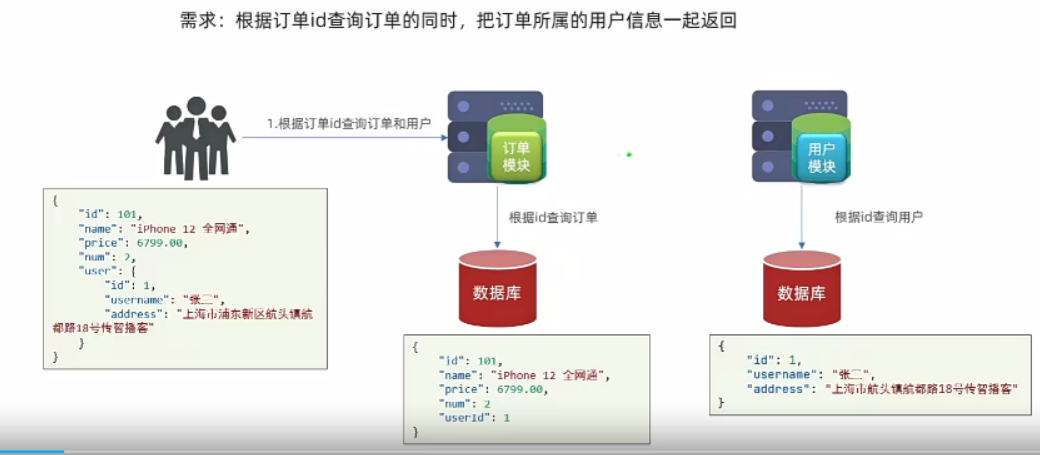 需求：根据订单id查询订单的同时，把订单所属的用户信息一起返回
1.根据订单id查询订单和用户
订单
模块
用户
模块
根据id查询订单
根据id查询用户
数据库
数据库
{
"id": 101,
"name": "iPhone 12 全网通",
"price": 6799.00,
"num": 2,
"user": {
"id": 1,
"username": "张三",
"address": "上海市浦东新区航头镇航
都路18号传智播客"
}
}
{
"id": 101,
"name": "iPhone 12 全网通",
"price": 6799.00,
"num": 2
"userId": 1
}
{
"id": 1,
"username": "张三",
"address": "上海市航头镇航都路18号传智播客"
}